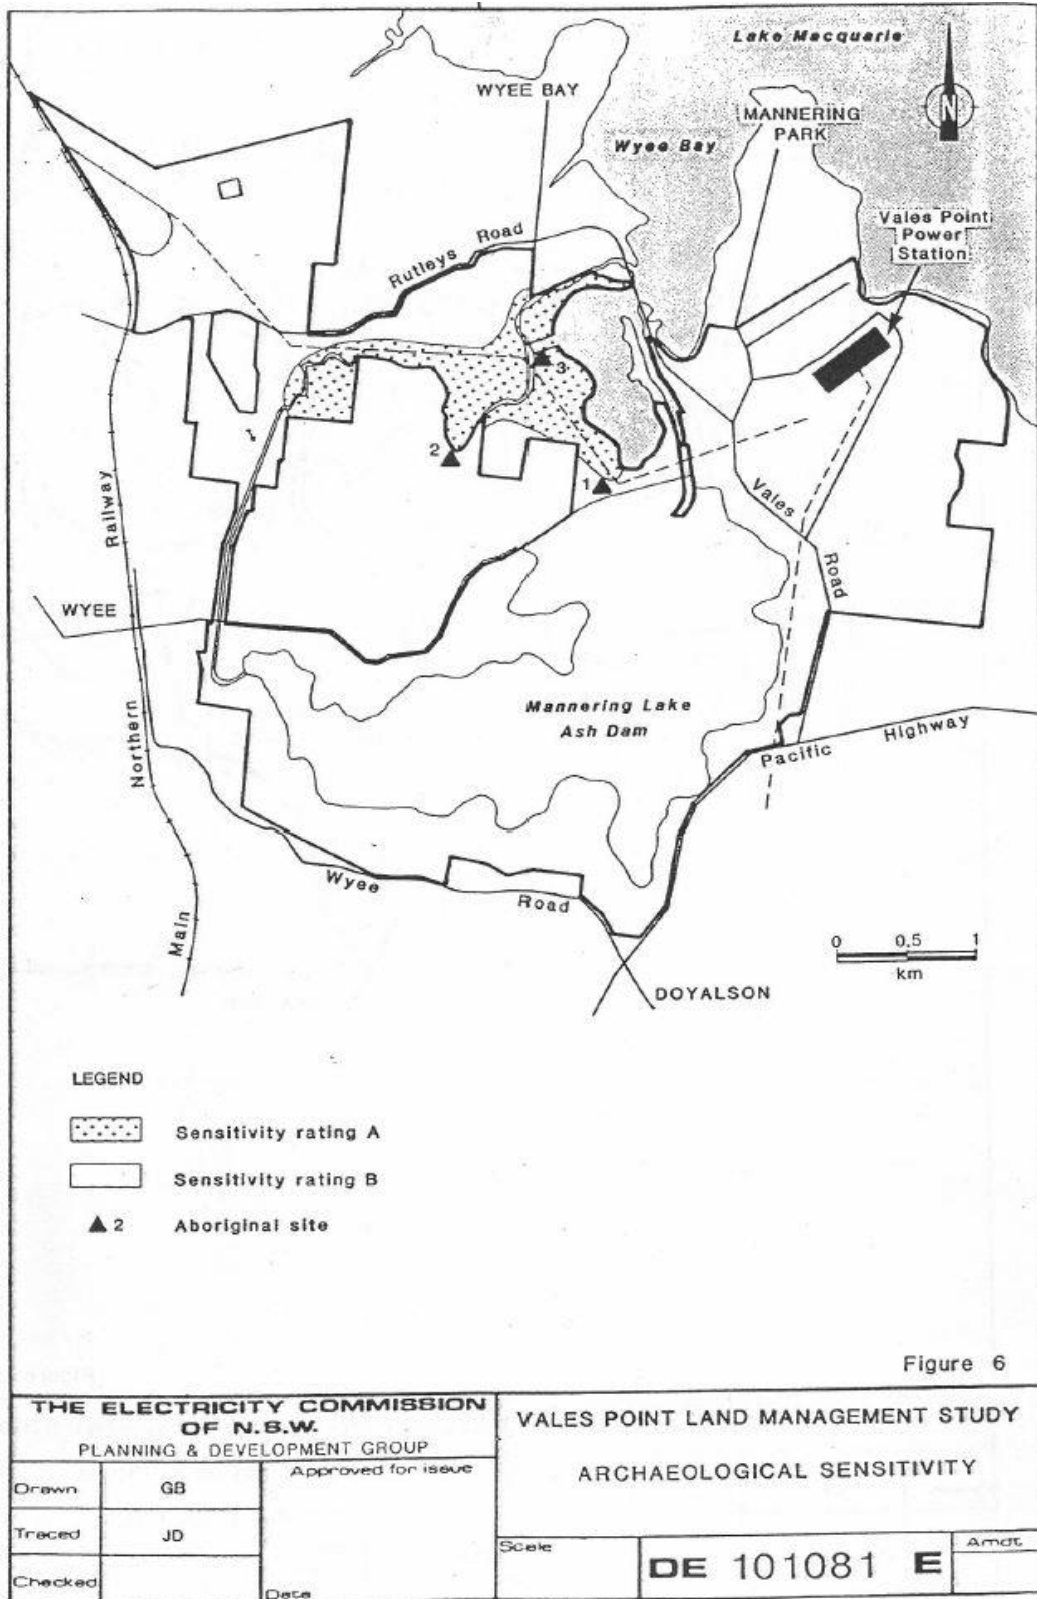 Lake Macquarie
WYEE BAY
MANNERING
PARK
N
Wyee Bay
Vales Point
Power
Station
Rutleys Road
3
2
1
Vales
Road
Railway
WYEE
Mannering Lake
Ash Dam
Northern
Pacific Highway
Wyee
Road
Main
0 0.5 1
km
DOYALSON
LEGEND
Sensitivity rating A
Sensitivity rating B
2 Aboriginal site
Figure 6
THE ELECTRICITY COMMISSION
OF N.S.W.
PLANNING & DEVELOPMENT GROUP
Drawn GB
Traced JD
Checked
Approved for issue
Date
VALES POINT LAND MANAGEMENT STUDY
ARCHAEOLOGICAL SENSITIVITY
Scale
DE 101081 E
Amdt.